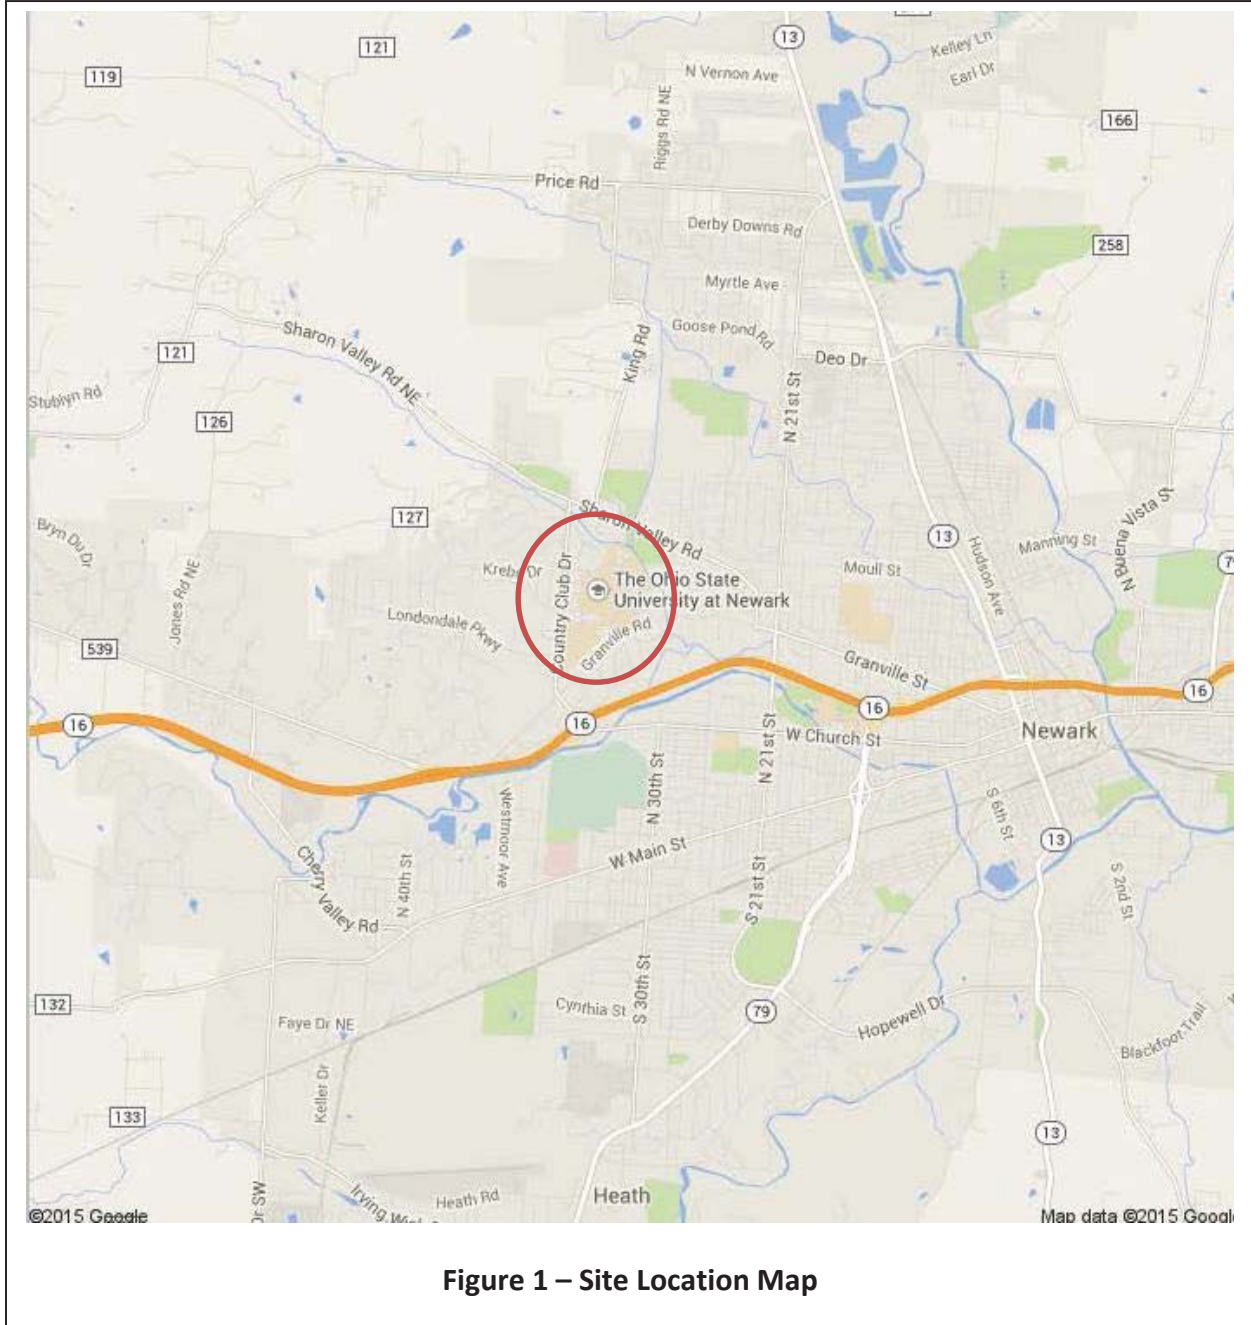 13
121
Kelley Ln
119
N Vernon Ave
Earl Dr
Riggs Rd NE
166
Price Rd
Derby Downs Rd
258
Myrtle Ave
Goose Pond Rd
Sharon Valley Rd NE
King Rd
121
Deo Dr
Stublyn Rd
N 21st St
126
127
Sharon Valley Rd
N Buena Vista St
Bryn Du Dr
13
Hudson Ave
Manning St
Jones Rd NE
Krebs Dr
Country Club Dr
The Ohio State
University at Newark
Moull St
Londondale Pkwy
Granville Rd
539
Granville St
16
16
16
16
W Church St
N 21st St
Newark
N 30th St
Westmoor Ave
S 6th St
13
W Main St
Cherry Valley Rd
N 40th St
S 21st St
S 2nd St
S 30th St
132
Cynthia St
79
Hopewell Dr
Faye Dr NE
Blackfoot Trail
Keller Dr
133
13
Heath Rd
Heath
Dr SW
Irving Wick
©2015 Google
Map data ©2015 Googl
Figure 1 – Site Location Map